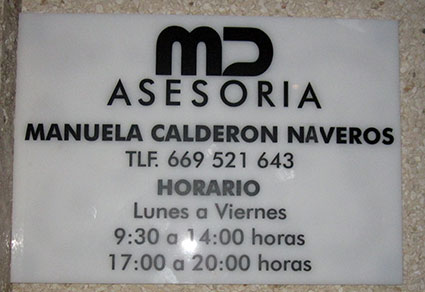 MD
ASESORIA
MANUELA CALDERON NAVEROS
TLF. 669 521 643
HORARIO
Lunes a Viernes
9:30 a 14:00 horas
17:00 a 20:00 horas